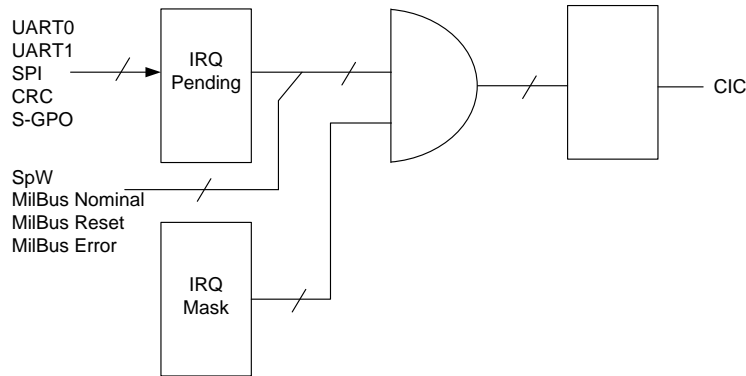 UART0
UART1
SPI
CRC
S-GPO
IRQ
Pending
CIC
SpW
MilBus Nominal
MilBus Reset
MilBus Error
IRQ
Mask